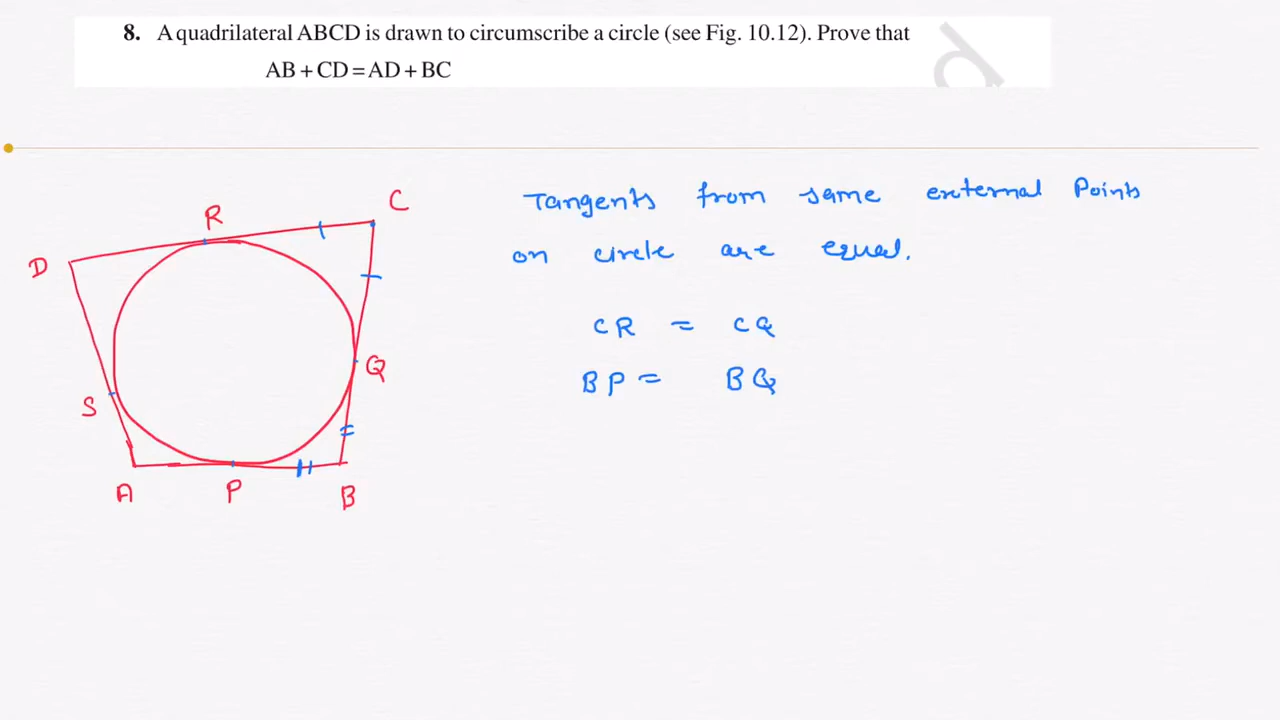 8. A quadrilateral ABCD is drawn to circumscribe a circle (see Fig. 10.12). Prove that
AB + CD = AD + BC
d
C
R
D
Q
S
A
P
B
Tangents from same external Points
on circle are equal.
CR = CQ
BP = BQ